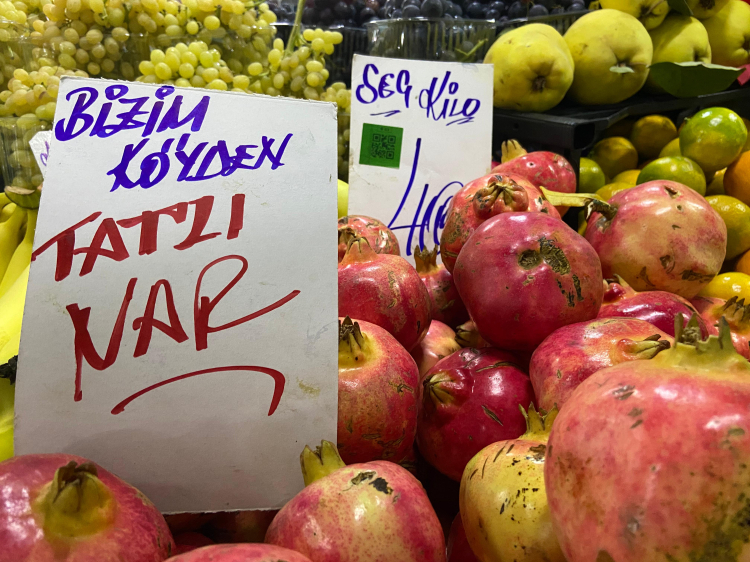 BİZİM
KÖYDEN
TATLI
NAR
SEÇ KİLO